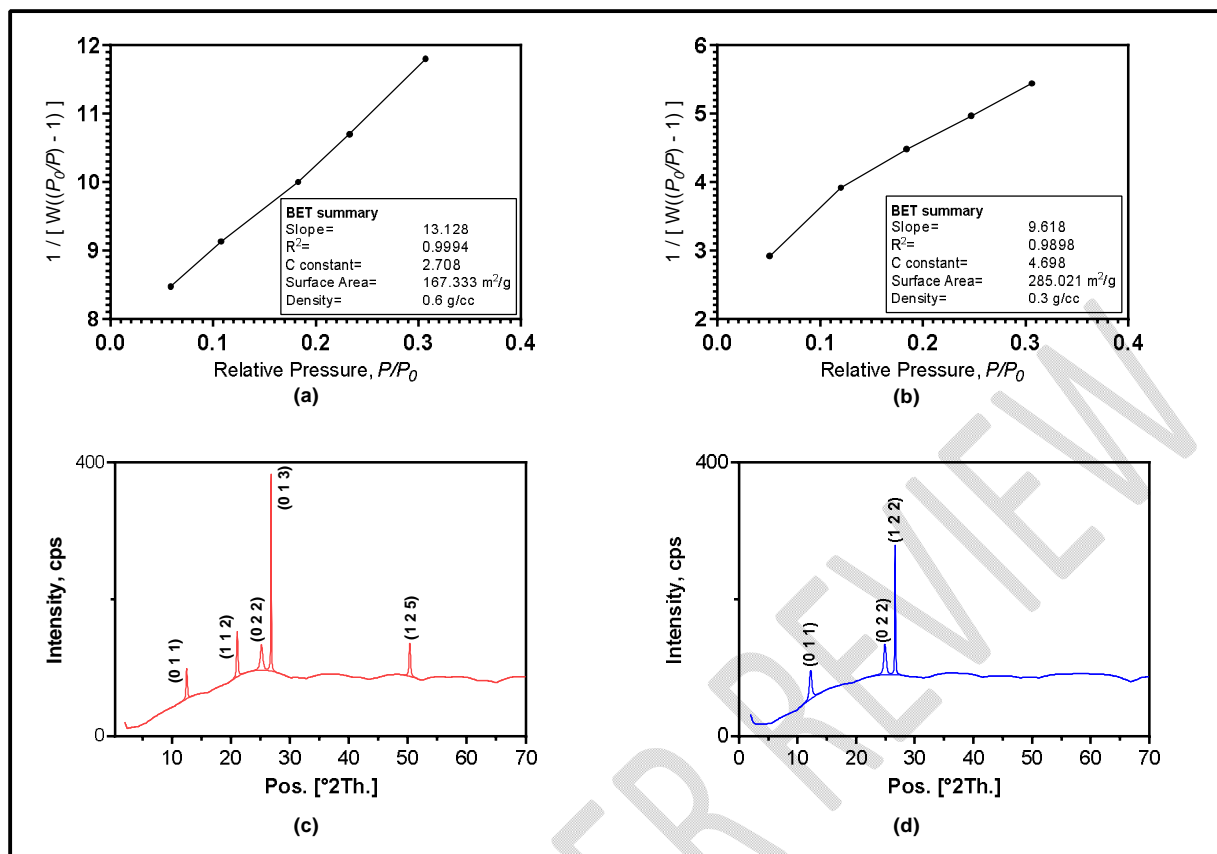 12
11
10
9
8
0.0 0.1 0.2 0.3 0.4
1 / [ W((P0/P) - 1) ]
Relative Pressure, P/P0
BET summary
Slope= 13.128
R2= 0.9994
C constant= 2.708
Surface Area= 167.333 m2/g
Density= 0.6 g/cc
(a)
6
5
4
3
2
0.0 0.1 0.2 0.3 0.4
1 / [ W((P0/P) - 1) ]
Relative Pressure, P/P0
BET summary
Slope= 9.618
R2= 0.9898
C constant= 4.698
Surface Area= 285.021 m2/g
Density= 0.3 g/cc
(b)
400
0
Intensity, cps
(0 1 1)
(1 1 2)
(0 2 2)
(0 1 3)
(1 2 5)
10 20 30 40 50 60 70
Pos. [°2Th.]
(c)
400
0
Intensity, cps
(0 1 1)
(0 2 2)
(1 2 2)
0 10 20 30 40 50 60 70
Pos. [°2Th.]
(d)
ER REVIEW